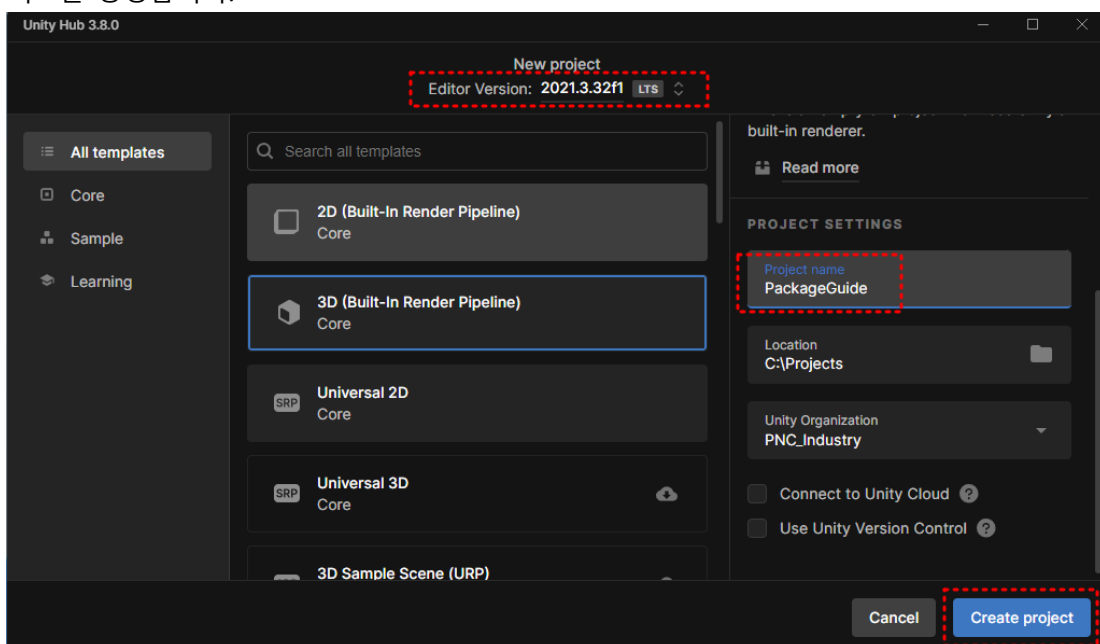 Unity Hub 3.8.0
New project
Editor Version: 2021.3.32f1 LTS
All templates
Core
Sample
Learning
Search all templates
2D (Built-In Render Pipeline)
Core
3D (Built-In Render Pipeline)
Core
Universal 2D
SRP
Core
Universal 3D
SRP
Core
3D Sample Scene (URP)
built-in renderer.
Read more
PROJECT SETTINGS
Project name
PackageGuide
Location
C:\Projects
Unity Organization
PNC_Industry
Connect to Unity Cloud ?
Use Unity Version Control ?
Cancel
Create project